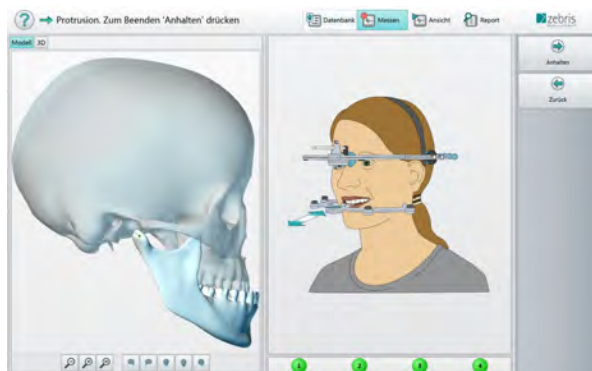 ? Protrusion. Zum Beenden 'Anhalten' drücken
Datenbank
Messen
Ansicht
Report
zebris
Modell
3D
Anhalten
Zurück
1
2
3
4